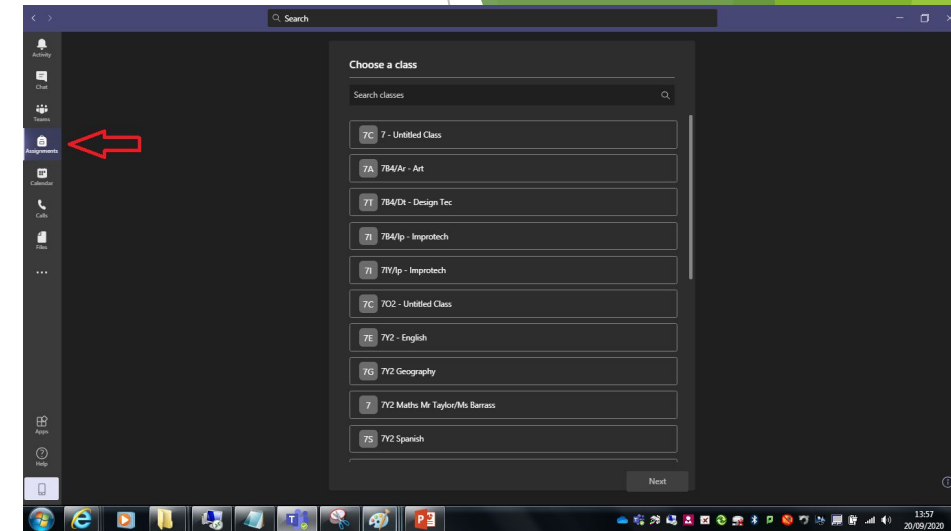 Search
Activity
Chat
Teams
Assignments
Calendar
Calls
Files
Apps
Help
Choose a class
Search classes
7C 7 - Untitled Class
7A 7B4/Ar - Art
7T 7B4/Dt - Design Tec
7I 7B4/Ip - Improtech
7I 7IY/Ip - Improtech
7C 7O2 - Untitled Class
7E 7Y2 - English
7G 7Y2 Geography
7 7Y2 Maths Mr Taylor/Ms Barrass
7S 7Y2 Spanish
Next
13:57
20/09/2020